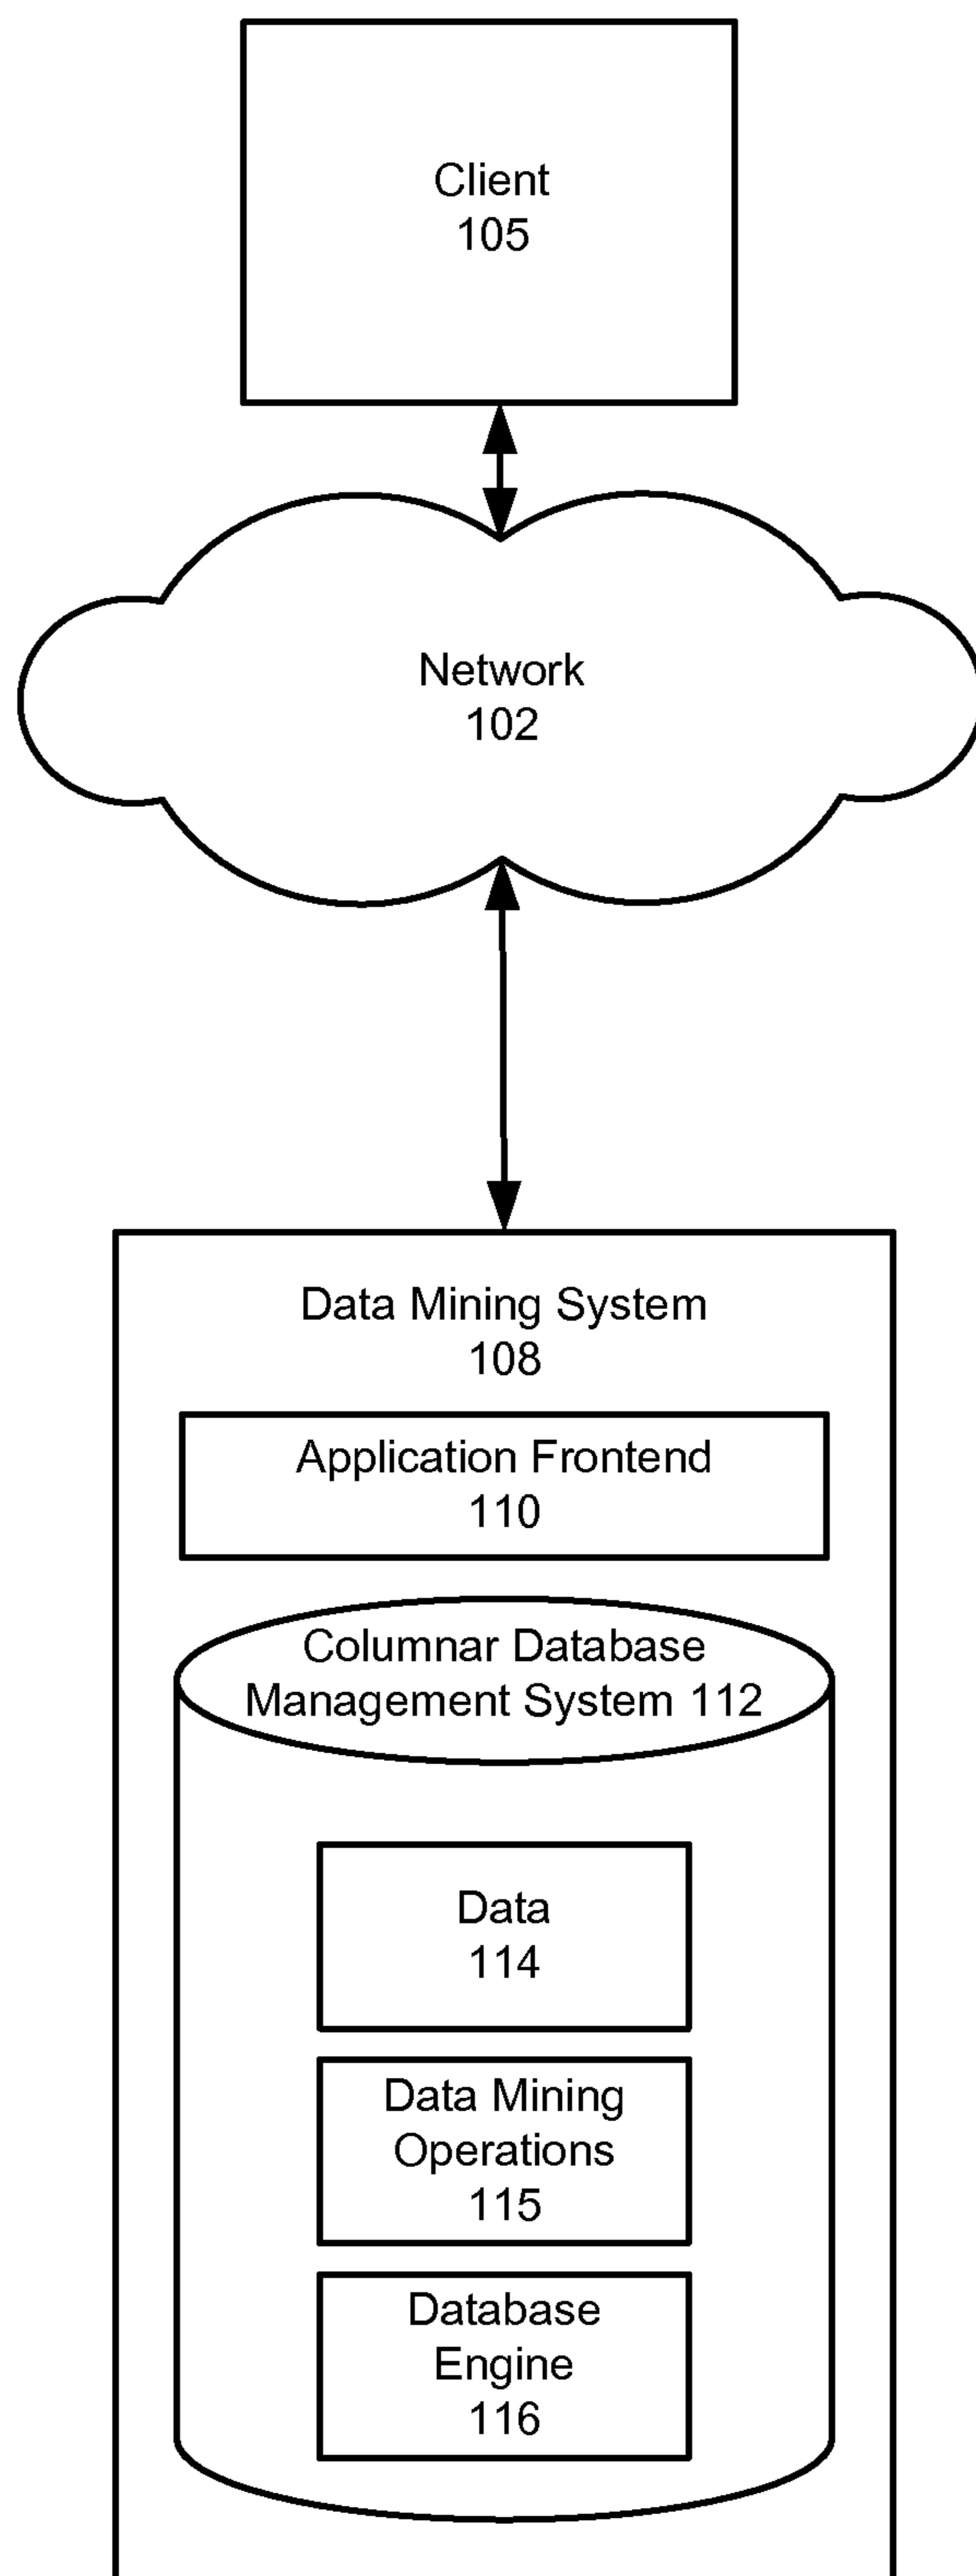 Client
105
Network
102
Data Mining System
108
Application Frontend
110
Columnar Database
Management System 112
Data
114
Data Mining
Operations
115
Database
Engine
116